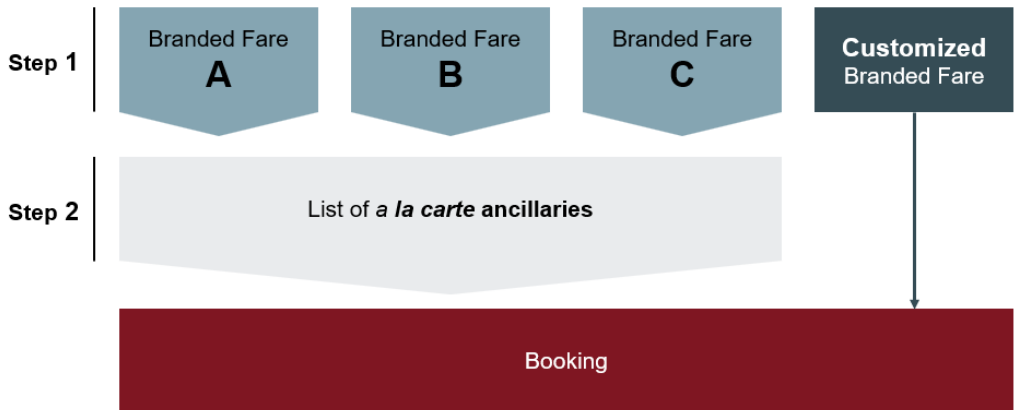 Step 1
Branded Fare
A
Branded Fare
B
Branded Fare
C
Customized
Branded Fare
Step 2
List of a la carte ancillaries
Booking